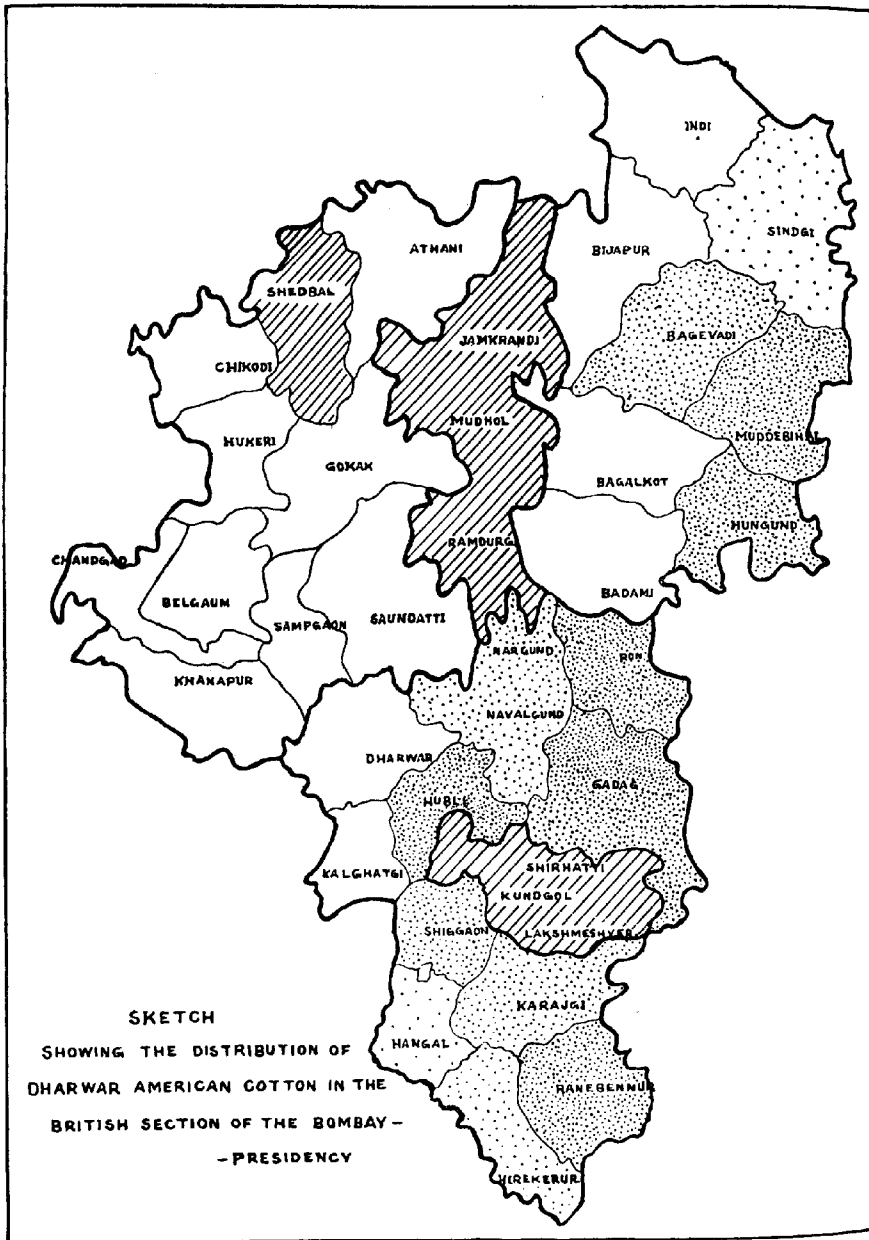 INDI
SINDGI
BIJAPUR
ATHANI
SHEDBAL
BAGEVADI
JAMKRANDI
CHIKODI
MUDHOL
MUDDEBIHAL
HUKERI
GOKAK
BAGALKOT
HUNGUND
RAMDURG
CHANDGAD
BELGAUM
BADAMI
SAUNDATTI
SAMPGAON
NARGUND
RON
KHANAPUR
NAVALGUND
DHARWAR
GADAG
HUBLI
SHIRHATTI
KALGHATGI
KUNDGOL
SHIGGAON
LAKSHMESHVER
KARAJGI
HANGAL
RANEBENNUR
HIREKERUR
SKETCH
SHOWING THE DISTRIBUTION OF
DHARWAR AMERICAN COTTON IN THE
BRITISH SECTION OF THE BOMBAY -
- PRESIDENCY